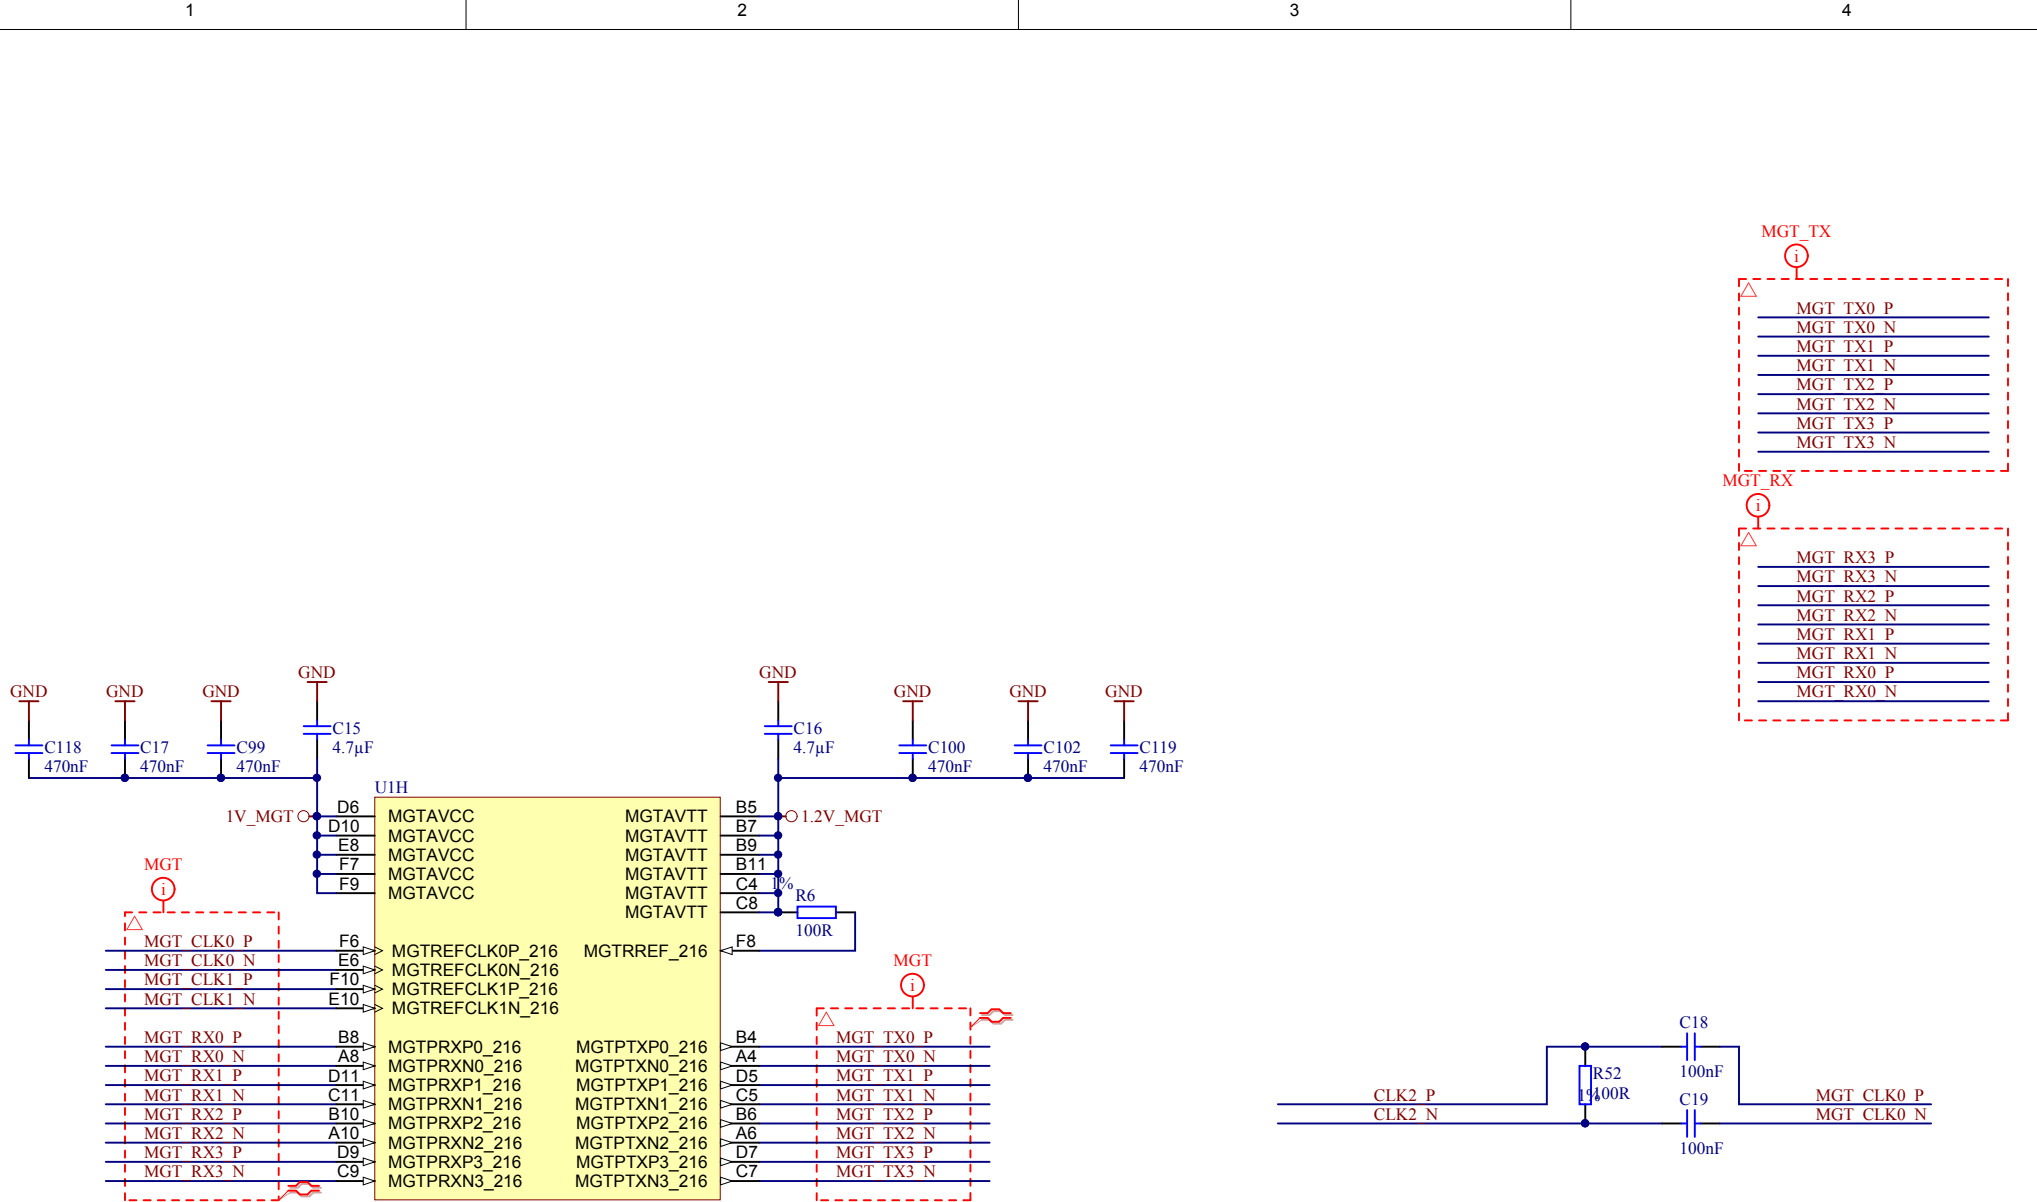 1 2 3 4
MGT_TX
i
MGT_TX0_P
MGT_TX0_N
MGT_TX1_P
MGT_TX1_N
MGT_TX2_P
MGT_TX2_N
MGT_TX3_P
MGT_TX3_N
MGT_RX
i
MGT_RX3_P
MGT_RX3_N
MGT_RX2_P
MGT_RX2_N
MGT_RX1_P
MGT_RX1_N
MGT_RX0_P
MGT_RX0_N
GND GND GND GND GND GND GND GND
C118 470nF
C17 470nF
C99 470nF
C15 4.7µF
C16 4.7µF
C100 470nF
C102 470nF
C119 470nF
U1H
1V_MGT D6 MGTAVCC MGTAVTT B5 1.2V_MGT
D10 MGTAVCC MGTAVTT B7
E8 MGTAVCC MGTAVTT B9
F7 MGTAVCC MGTAVTT B11
F9 MGTAVCC MGTAVTT C4
MGTAVTT C8
1% R6
100R
MGT
i
MGT_CLK0_P F6 MGTREFCLK0P_216 MGTRREF_216 F8
MGT_CLK0_N E6 MGTREFCLK0N_216
MGT_CLK1_P F10 MGTREFCLK1P_216
MGT_CLK1_N E10 MGTREFCLK1N_216
MGT
i
MGT_RX0_P B8 MGTPRXP0_216 MGTPTXP0_216 B4 MGT_TX0_P
MGT_RX0_N A8 MGTPRXN0_216 MGTPTXN0_216 A4 MGT_TX0_N
MGT_RX1_P D11 MGTPRXP1_216 MGTPTXP1_216 D5 MGT_TX1_P
MGT_RX1_N C11 MGTPRXN1_216 MGTPTXN1_216 C5 MGT_TX1_N
MGT_RX2_P B10 MGTPRXP2_216 MGTPTXP2_216 B6 MGT_TX2_P
MGT_RX2_N A10 MGTPRXN2_216 MGTPTXN2_216 A6 MGT_TX2_N
MGT_RX3_P D9 MGTPRXP3_216 MGTPTXP3_216 D7 MGT_TX3_P
MGT_RX3_N C9 MGTPRXN3_216 MGTPTXN3_216 C7 MGT_TX3_N
C18
100nF
R52
1% 100R
C19
100nF
CLK2_P MGT_CLK0_P
CLK2_N MGT_CLK0_N